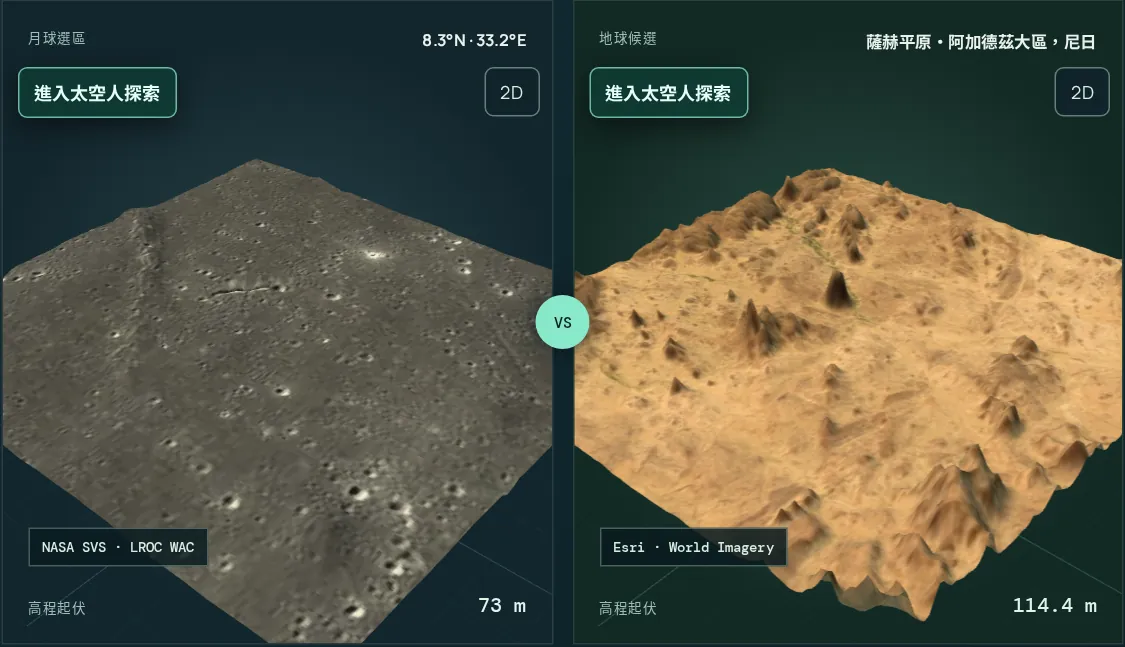 月球選區
8.3°N · 33.2°E
進入太空人探索
2D
NASA SVS · LROC WAC
高程起伏
73 m
VS
地球候選
薩赫平原・阿加德茲大區，尼日
進入太空人探索
2D
Esri · World Imagery
高程起伏
114.4 m